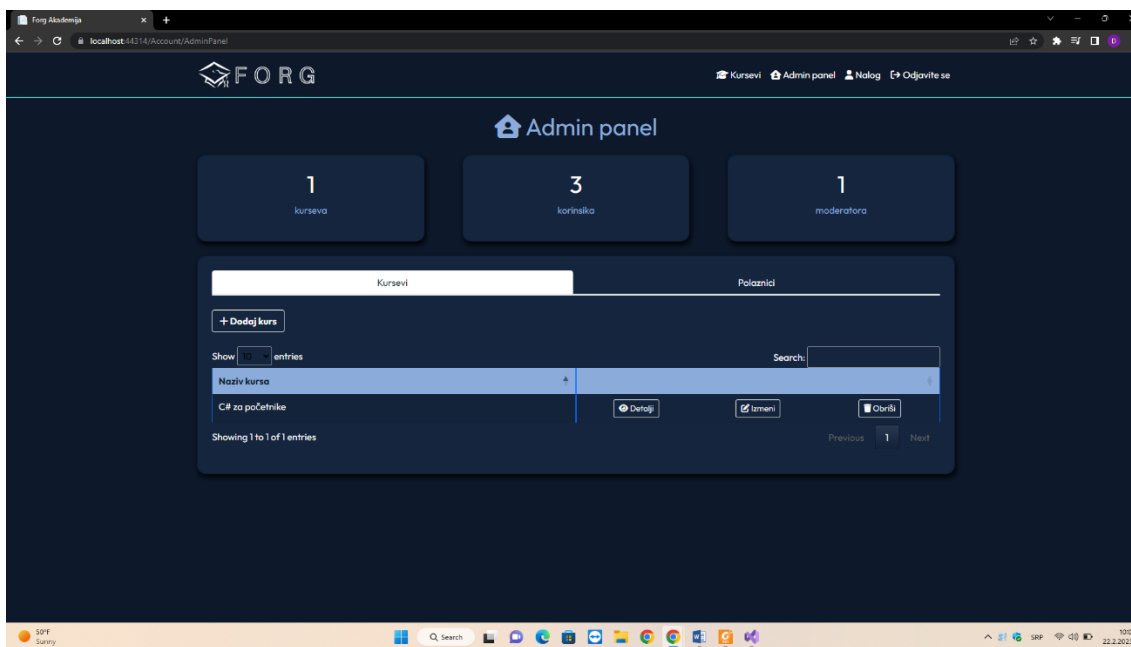 Forg Akademija
localhost:44314/Account/AdminPanel
D
FORG
Kursevi Admin panel Nalog Odjavite se
Admin panel
1 3 1
kurseva korinsika moderatora
Kursevi Polaznici
+ Dodaj kurs
Show 10 entries Search:
Naziv kursa
C# za početnike Detalji Izmeni Obriši
Showing 1 to 1 of 1 entries Previous 1 Next
50°F
Sunny
Search
SRP
22.2.202